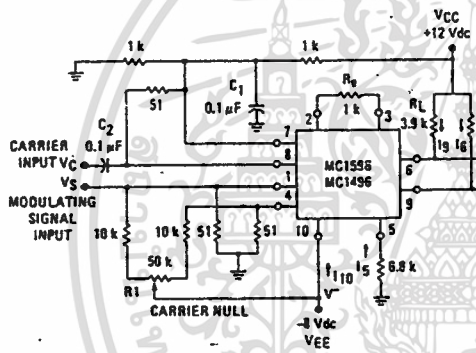 VCC
+12 Vdc
1 k
1 k
C1
0.1 µF
Re
1 k
2
3
RL
3.9 k
I9
I6
51
C2
0.1 µF
CARRIER
INPUT VC
VS
MODULATING
SIGNAL
INPUT
7
8
1
4
10
5
6
9
MC1596
MC1496
10 k
51
51
50 k
R1
CARRIER NULL
I10
I5
6.8 k
V-
-8 Vdc
VEE